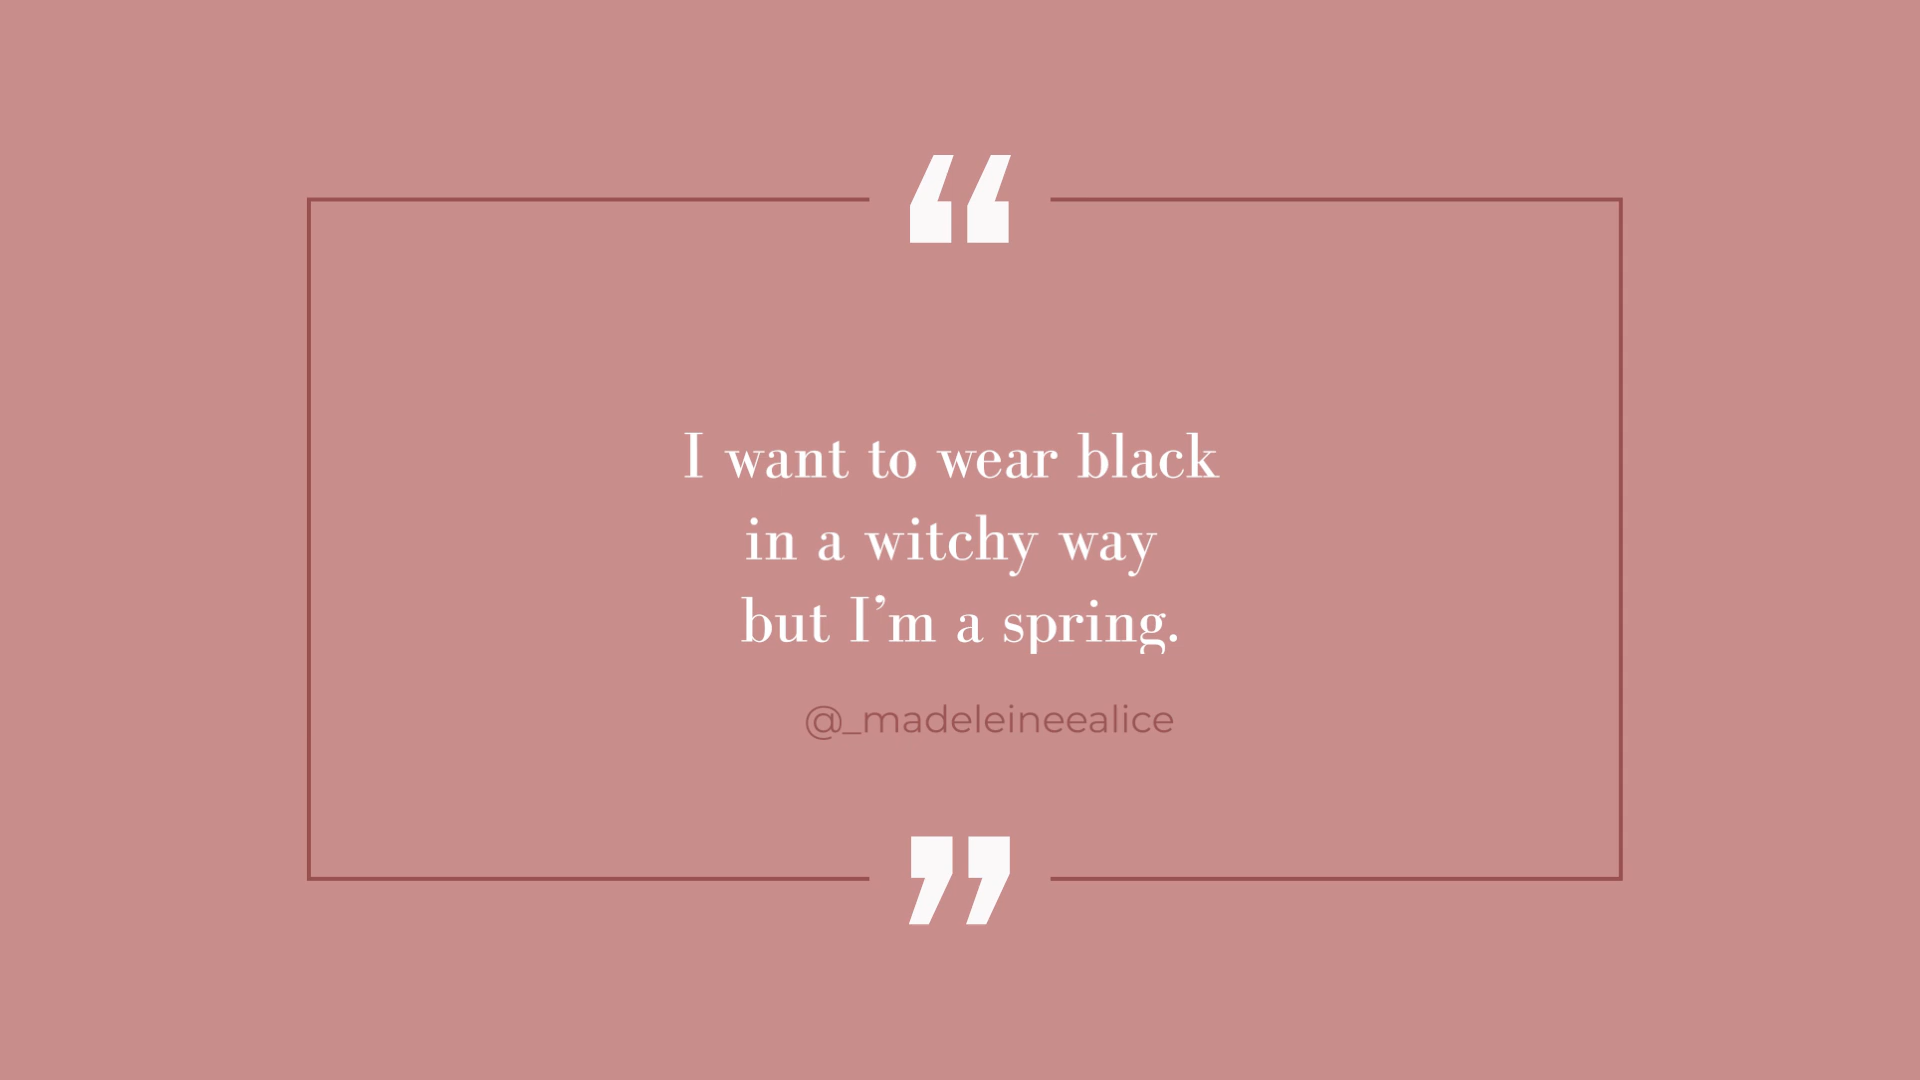 “
I want to wear black
in a witchy way
but I’m a spring.
@_madeleineealice
”